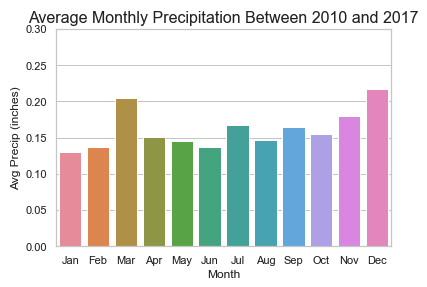 Average Monthly Precipitation Between 2010 and 2017
0.30
0.25
0.20
0.15
0.10
0.05
0.00
Avg Precip (inches)
Jan Feb Mar Apr May Jun Jul Aug Sep Oct Nov Dec
Month